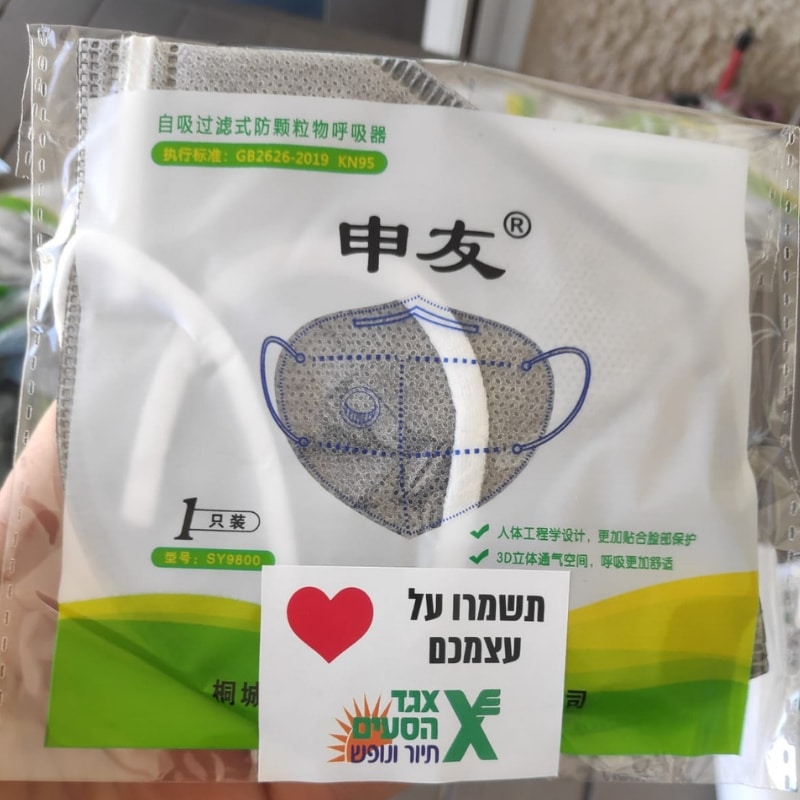 自吸过滤式防颗粒物呼吸器
执行标准：GB2626-2019 KN95
申友®
1只装
型号：SY9800
人体工程学设计，更加贴合脸部保护
3D立体通气空间，呼吸更加舒适
תשמרו על
עצמכם
אגד
הסעים
תיור ונופש
桐城
司